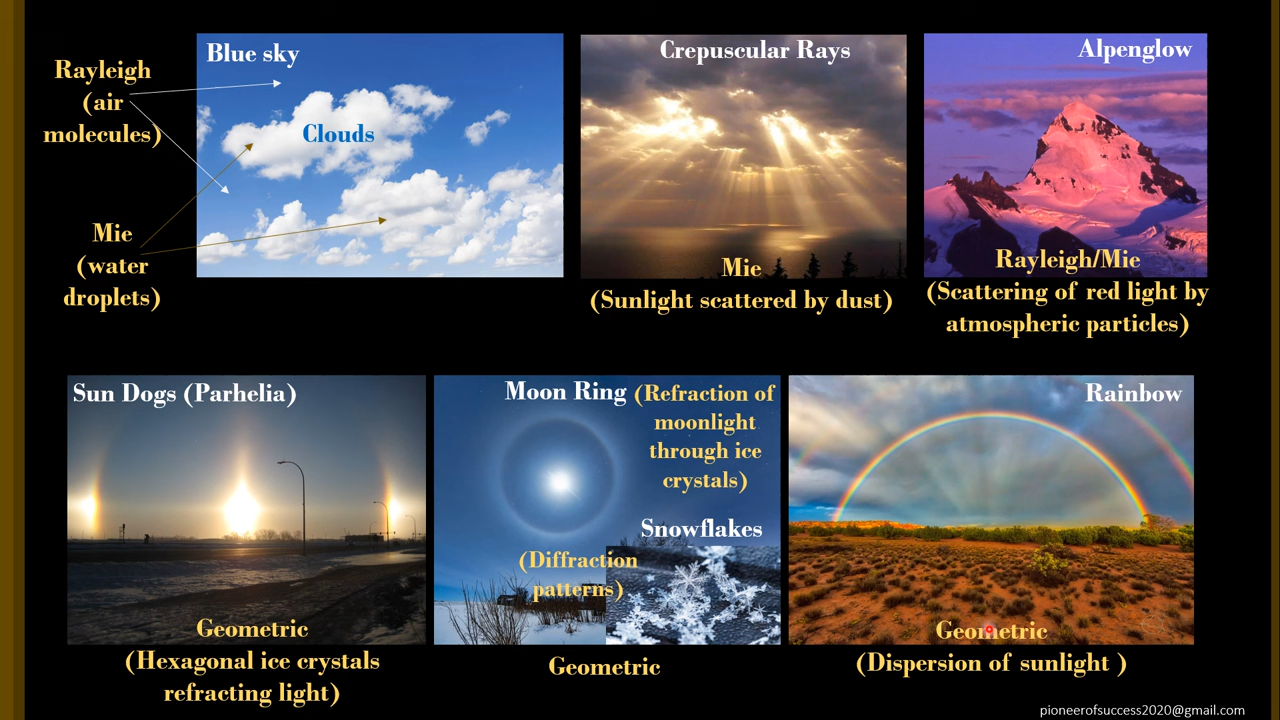 Rayleigh
(air
molecules)
Mie
(water
droplets)
Blue sky
Clouds
Crepuscular Rays
Mie
(Sunlight scattered by dust)
Alpenglow
Rayleigh/Mie
(Scattering of red light by
atmospheric particles)
Sun Dogs (Parhelia)
Geometric
(Hexagonal ice crystals
refracting light)
Moon Ring (Refraction of
moonlight
through ice
crystals)
Snowflakes
(Diffraction
patterns)
Geometric
Rainbow
Geometric
(Dispersion of sunlight )
pioneerofsuccess2020@gmail.com